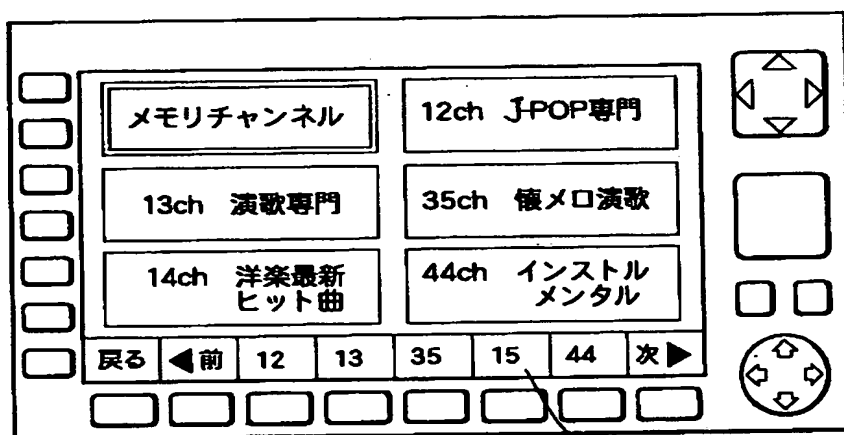 メモリチャンネル
12ch J-POP専門
13ch 演歌専門
35ch 懐メロ演歌
14ch 洋楽最新
ヒット曲
44ch インストル
メンタル
戻る ◀前 12 13 35 15 44 次▶